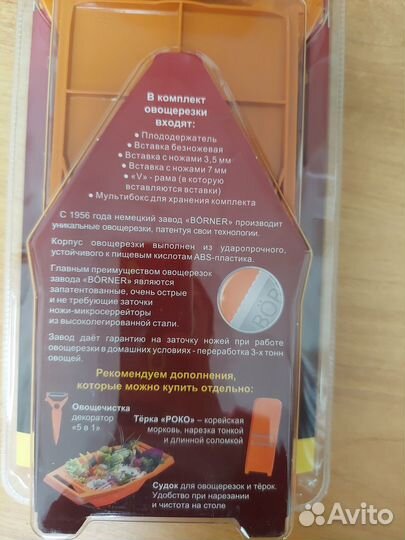 В комплект
овощерезки
входят:
• Плододержатель
• Вставка безножевая
• Вставка с ножами 3,5 мм
• Вставка с ножами 7 мм
• «V» - рама (в которую
вставляются вставки)
• Мультибокс для хранения комплекта
С 1956 года немецкий завод «BÖRNER» производит
уникальные овощерезки, патентуя свои технологии.
Корпус овощерезки выполнен из ударопрочного,
устойчивого к пищевым кислотам ABS-пластика.
Главным преимуществом овощерезок
завода «BÖRNER» являются
запатентованные, очень острые
и не требующие заточки
ножи-микросеррейторы
из высоколегированной стали.
BÖP
Завод даёт гарантию на заточку ножей при работе
овощерезки в домашних условиях - переработка 3-х тонн
овощей.
Рекомендуем дополнения,
которые можно купить отдельно:
Овощечистка
декоратор
«5 в 1»
Тёрка «РОКО» – корейская
морковь, нарезка тонкой
и длинной соломкой
Судок для овощерезок и тёрок.
Удобство при нарезании
и чистота на столе
Avito